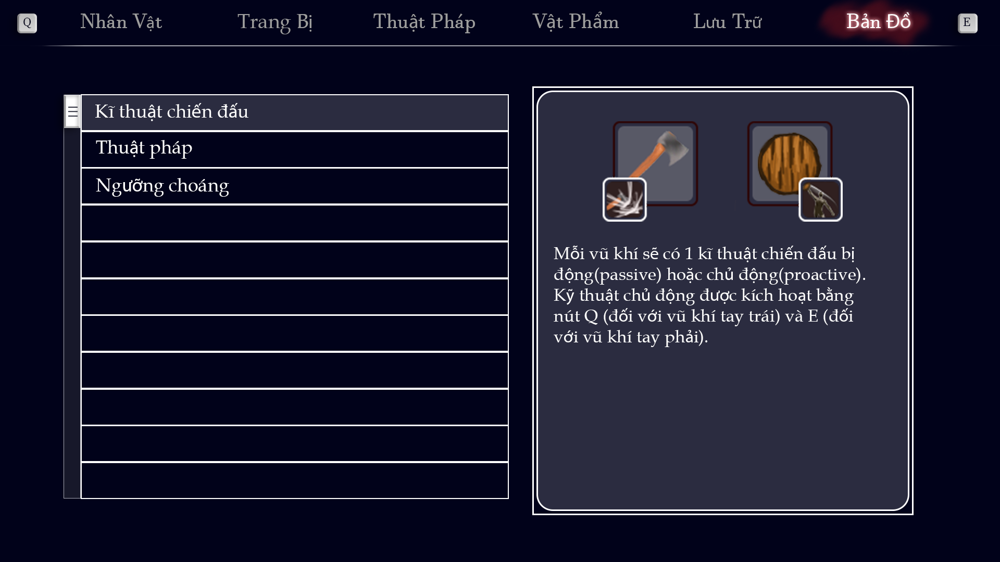 Q Nhân Vật Trang Bị Thuật Pháp Vật Phẩm Lưu Trữ Bản Đồ E
Kĩ thuật chiến đấu
Thuật pháp
Ngưỡng choáng
Mỗi vũ khí sẽ có 1 kĩ thuật chiến đấu bị
động(passive) hoặc chủ động(proactive).
Kỹ thuật chủ động được kích hoạt bằng
nút Q (đối với vũ khí tay trái) và E (đối
với vũ khí tay phải).